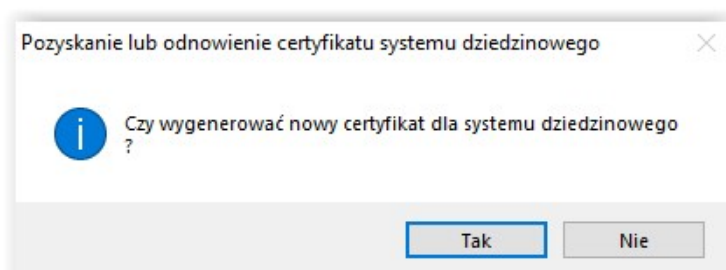 Pozyskanie lub odnowienie certyfikatu systemu dziedzinowego
Czy wygenerować nowy certyfikat dla systemu dziedzinowego
?
Tak Nie